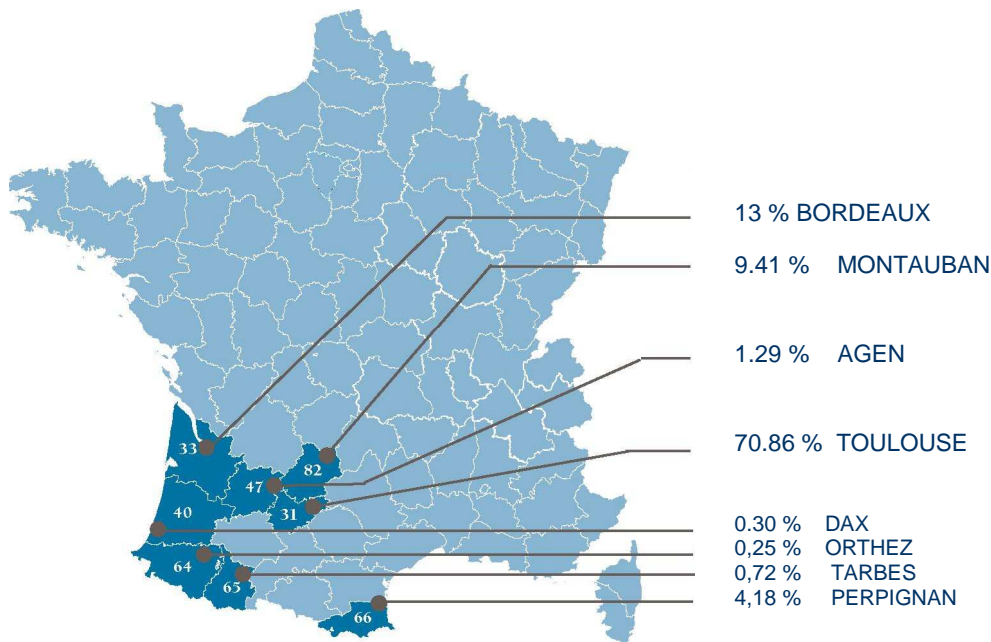 13 % BORDEAUX
9.41 % MONTAUBAN
1.29 % AGEN
70.86 % TOULOUSE
0.30 % DAX
0,25 % ORTHEZ
0,72 % TARBES
4,18 % PERPIGNAN
33
82
47
31
40
64
65
66